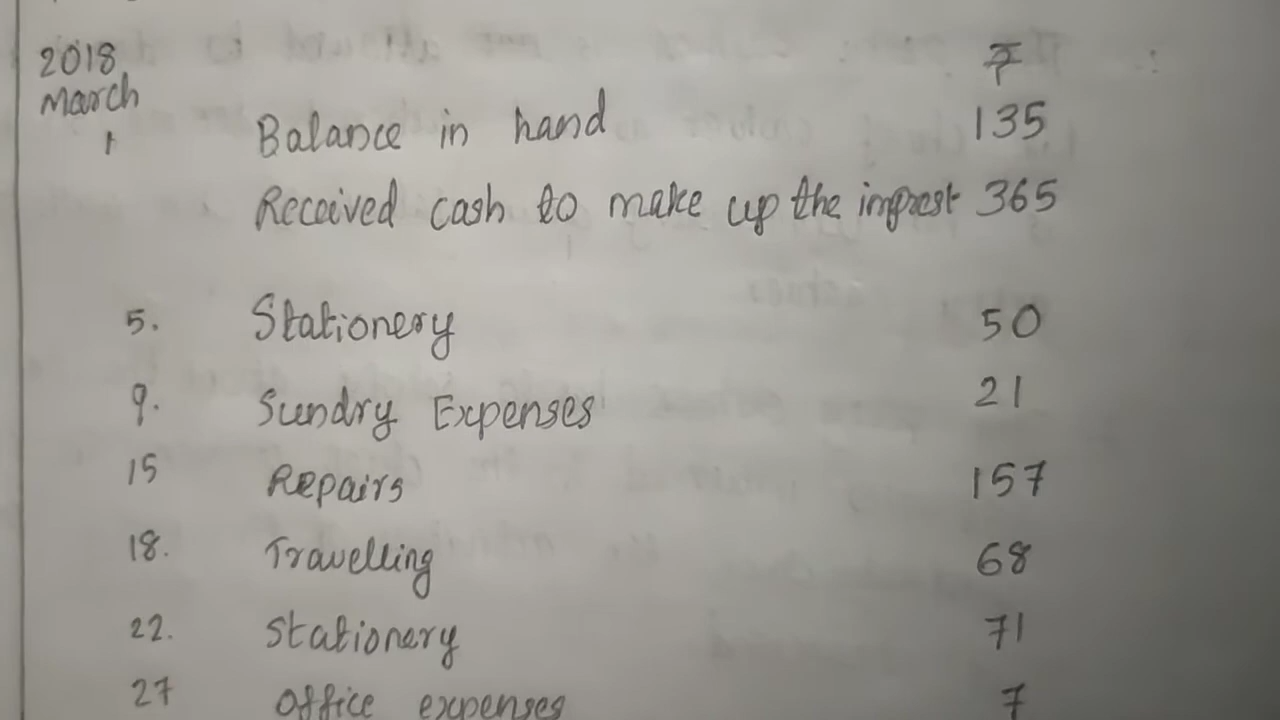 2018 ₹
March
1 Balance in hand 135
Received cash to make up the imprest 365
5. Stationery 50
9. Sundry Expenses 21
15 Repairs 157
18. Travelling 68
22. Stationery 71
27 Office expenses 7